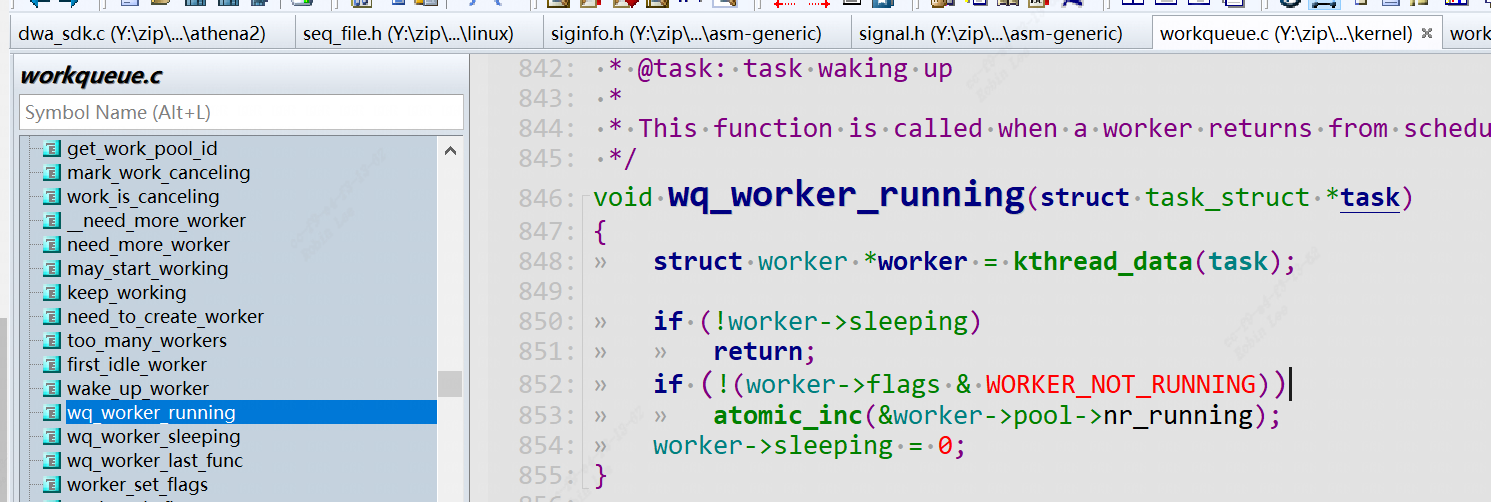 dwa_sdk.c (Y:\zip\...\athena2)
seq_file.h (Y:\zip\...\linux)
siginfo.h (Y:\zip\...\asm-generic)
signal.h (Y:\zip\...\asm-generic)
workqueue.c (Y:\zip\...\kernel)
work
workqueue.c
Symbol Name (Alt+L)
get_work_pool_id
mark_work_canceling
work_is_canceling
__need_more_worker
need_more_worker
may_start_working
keep_working
need_to_create_worker
too_many_workers
first_idle_worker
wake_up_worker
wq_worker_running
wq_worker_sleeping
wq_worker_last_func
worker_set_flags
842: * @task: task waking up
843: *
844: * This function is called when a worker returns from schedu
845: */
846: void wq_worker_running(struct task_struct *task)
847: {
848: » struct worker *worker = kthread_data(task);
849:
850: » if (!worker->sleeping)
851: » » return;
852: » if (!(worker->flags & WORKER_NOT_RUNNING))
853: » » atomic_inc(&worker->pool->nr_running);
854: » worker->sleeping = 0;
855: }